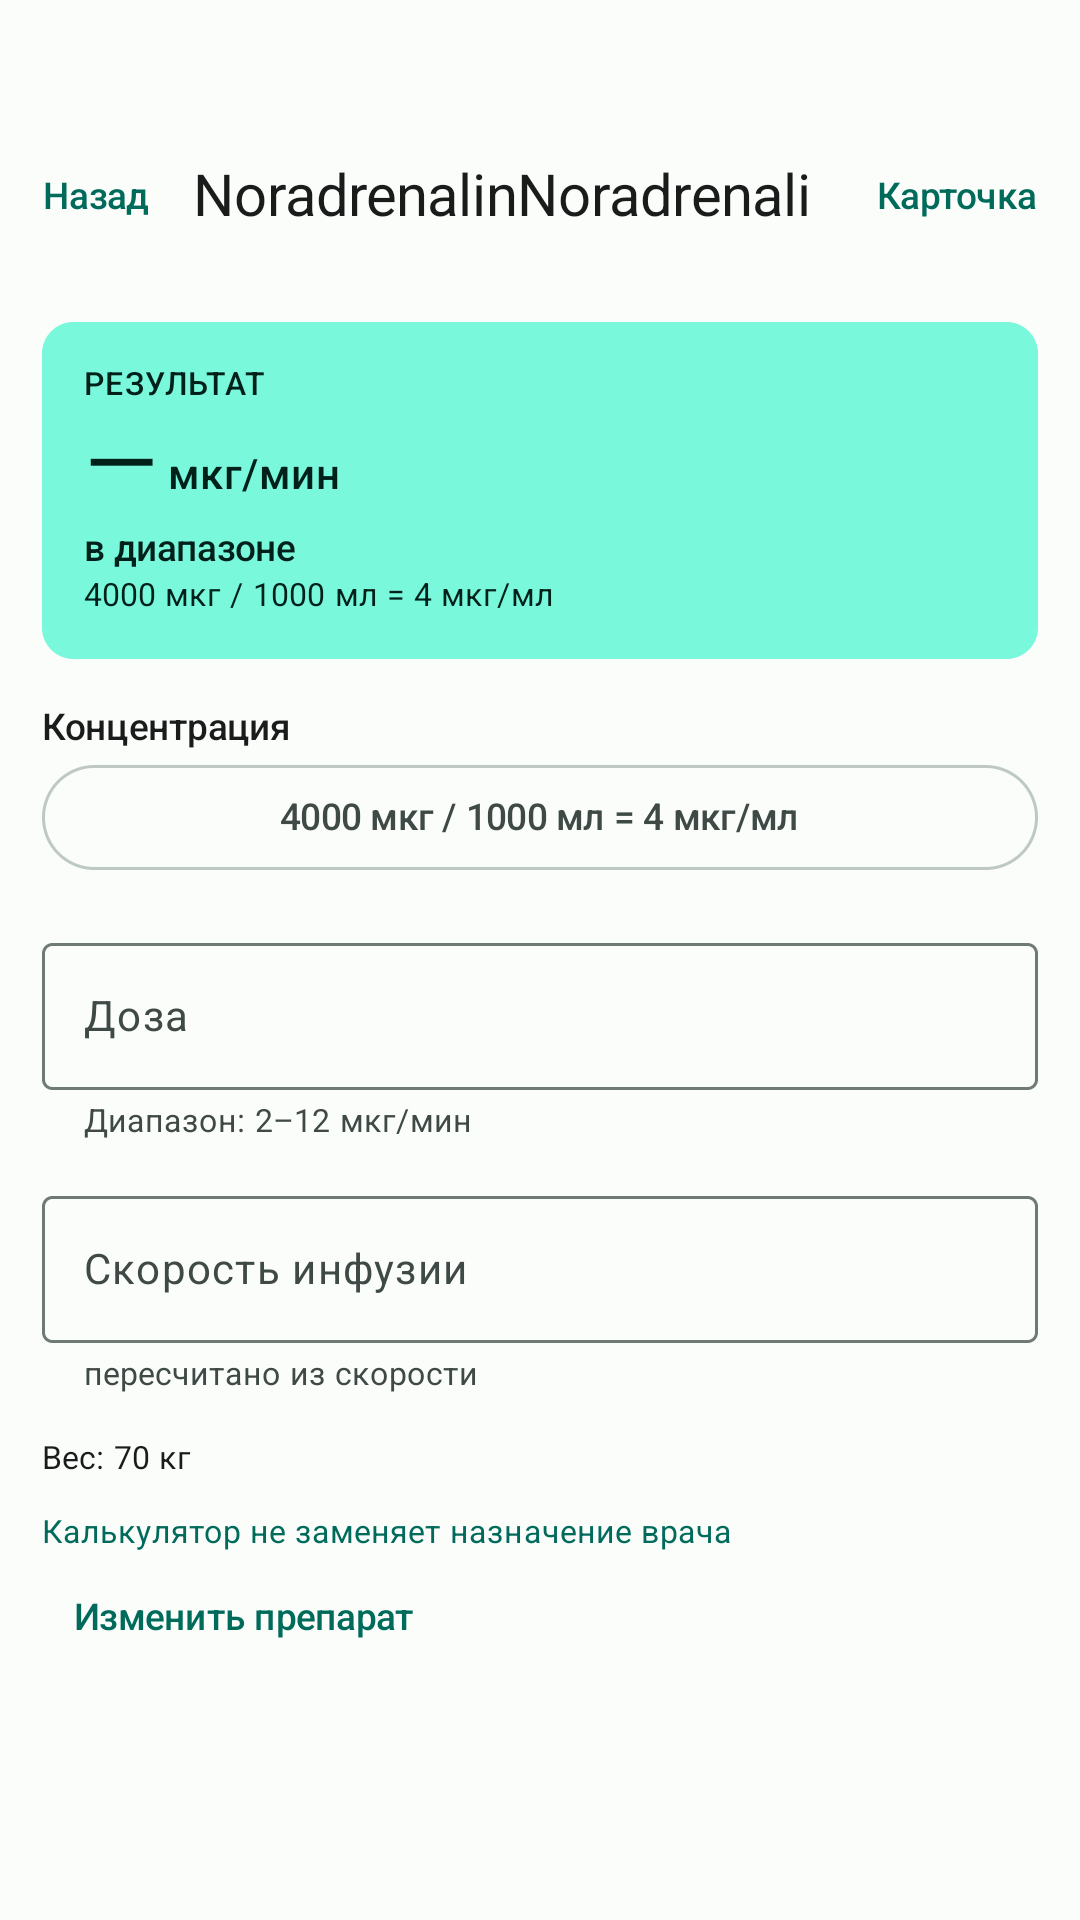 Назад NoradrenalinNoradrenali Карточка
РЕЗУЛЬТАТ
— мкг/мин
в диапазоне
4000 мкг / 1000 мл = 4 мкг/мл
Концентрация
4000 мкг / 1000 мл = 4 мкг/мл
Доза
Диапазон: 2–12 мкг/мин
Скорость инфузии
пересчитано из скорости
Вес: 70 кг
Калькулятор не заменяет назначение врача
Изменить препарат